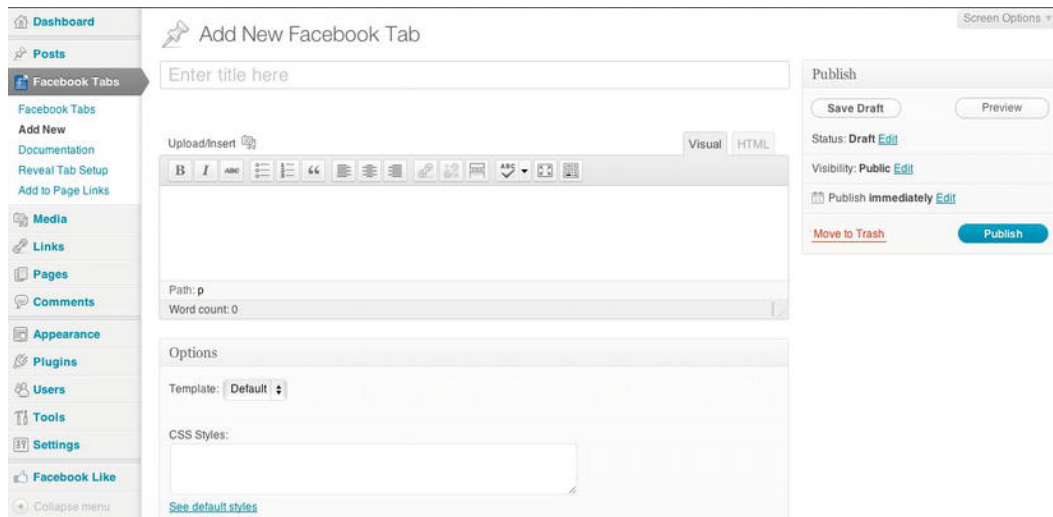 Dashboard
Posts
Facebook Tabs
Facebook Tabs
Add New
Documentation
Reveal Tab Setup
Add to Page Links
Media
Links
Pages
Comments
Appearance
Plugins
Users
Tools
Settings
Facebook Like
Collapse menu
Screen Options
Add New Facebook Tab
Enter title here
Upload/Insert
Visual HTML
B I ABC ABC
Path: p
Word count: 0
Options
Template: Default
CSS Styles:
See default styles
Publish
Save Draft Preview
Status: Draft Edit
Visibility: Public Edit
Publish immediately Edit
Move to Trash Publish